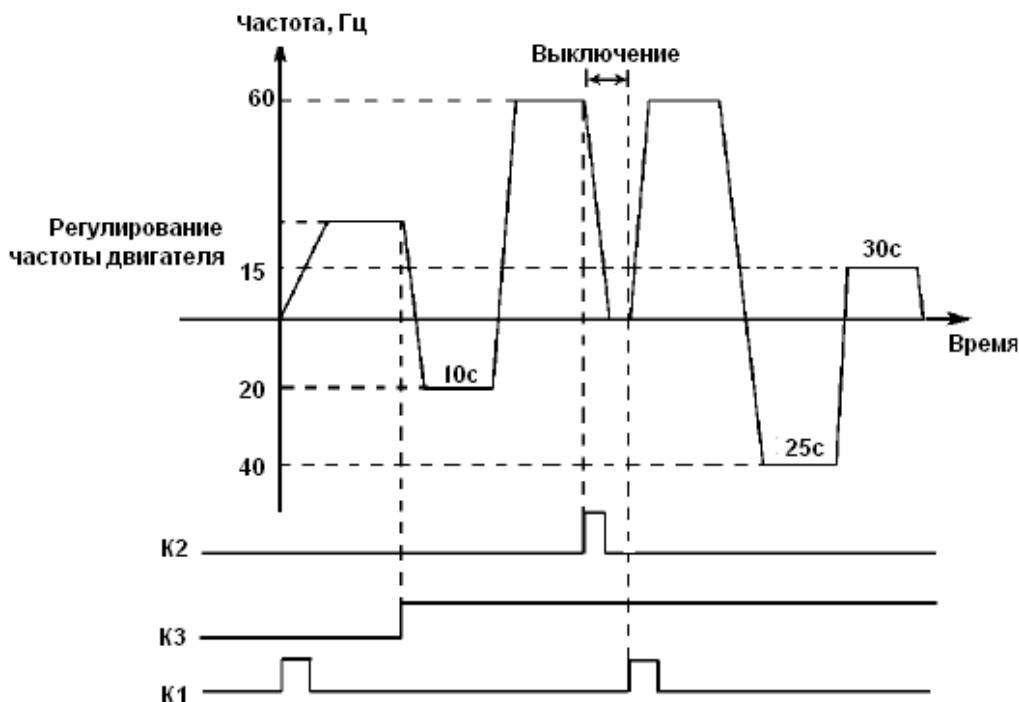 Частота, Гц
Выключение
60
Регулирование
частоты двигателя
15
30с
Время
10с
20
40
25с
К2
К3
К1